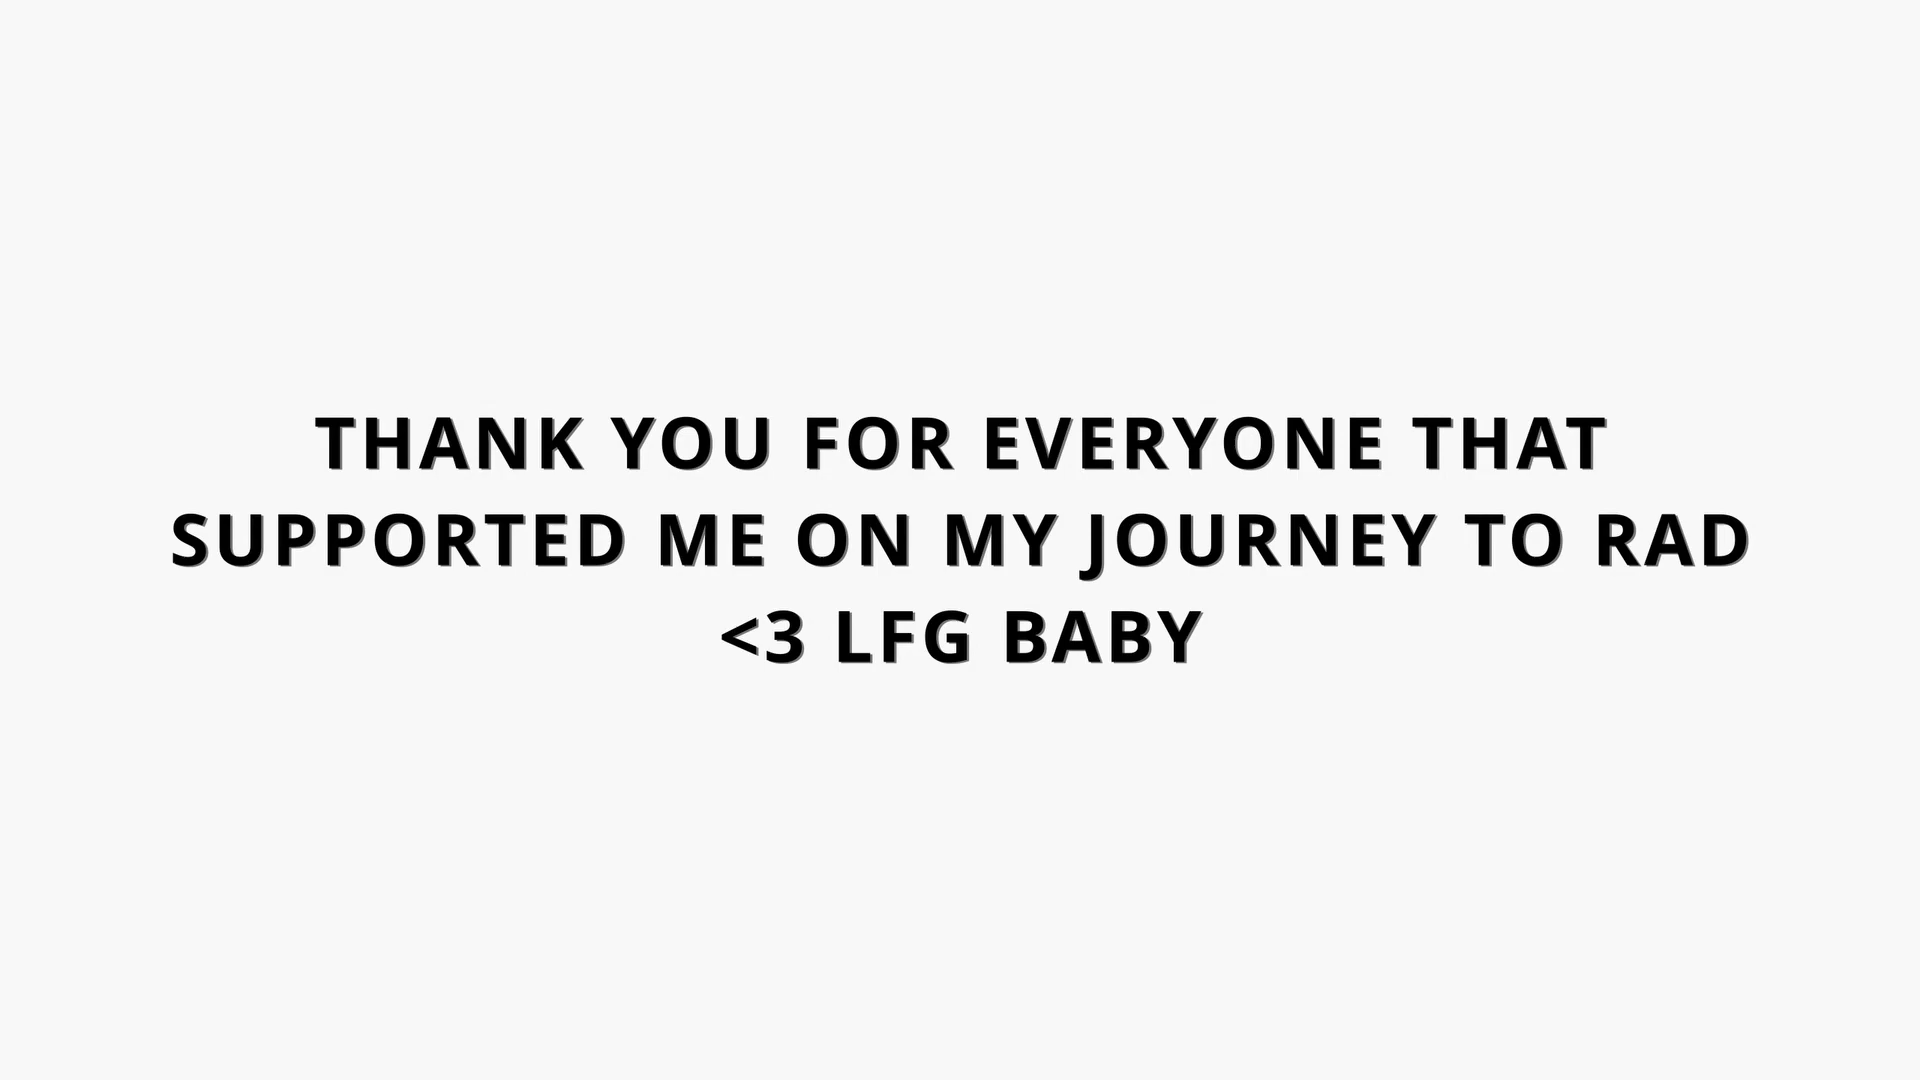 THANK YOU FOR EVERYONE THAT
SUPPORTED ME ON MY JOURNEY TO RAD
<3 LFG BABY